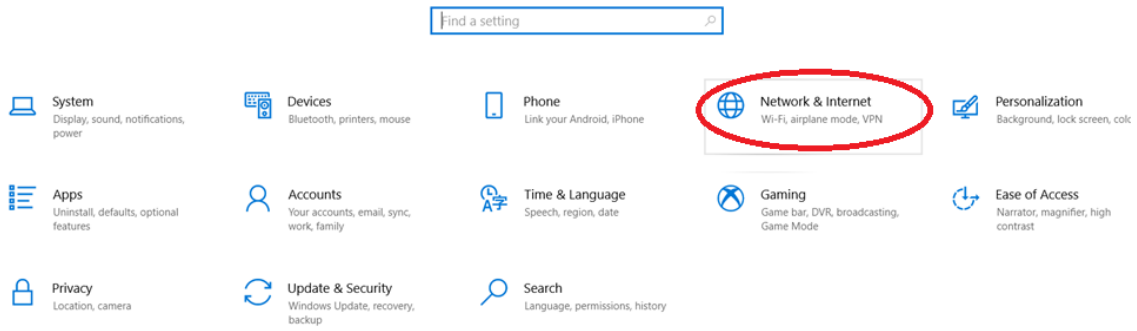 Find a setting
System
Display, sound, notifications,
power
Devices
Bluetooth, printers, mouse
Phone
Link your Android, iPhone
Network & Internet
Wi-Fi, airplane mode, VPN
Personalization
Background, lock screen, colo
Apps
Uninstall, defaults, optional
features
Accounts
Your accounts, email, sync,
work, family
Time & Language
Speech, region, date
Gaming
Game bar, DVR, broadcasting,
Game Mode
Ease of Access
Narrator, magnifier, high
contrast
Privacy
Location, camera
Update & Security
Windows Update, recovery,
backup
Search
Language, permissions, history